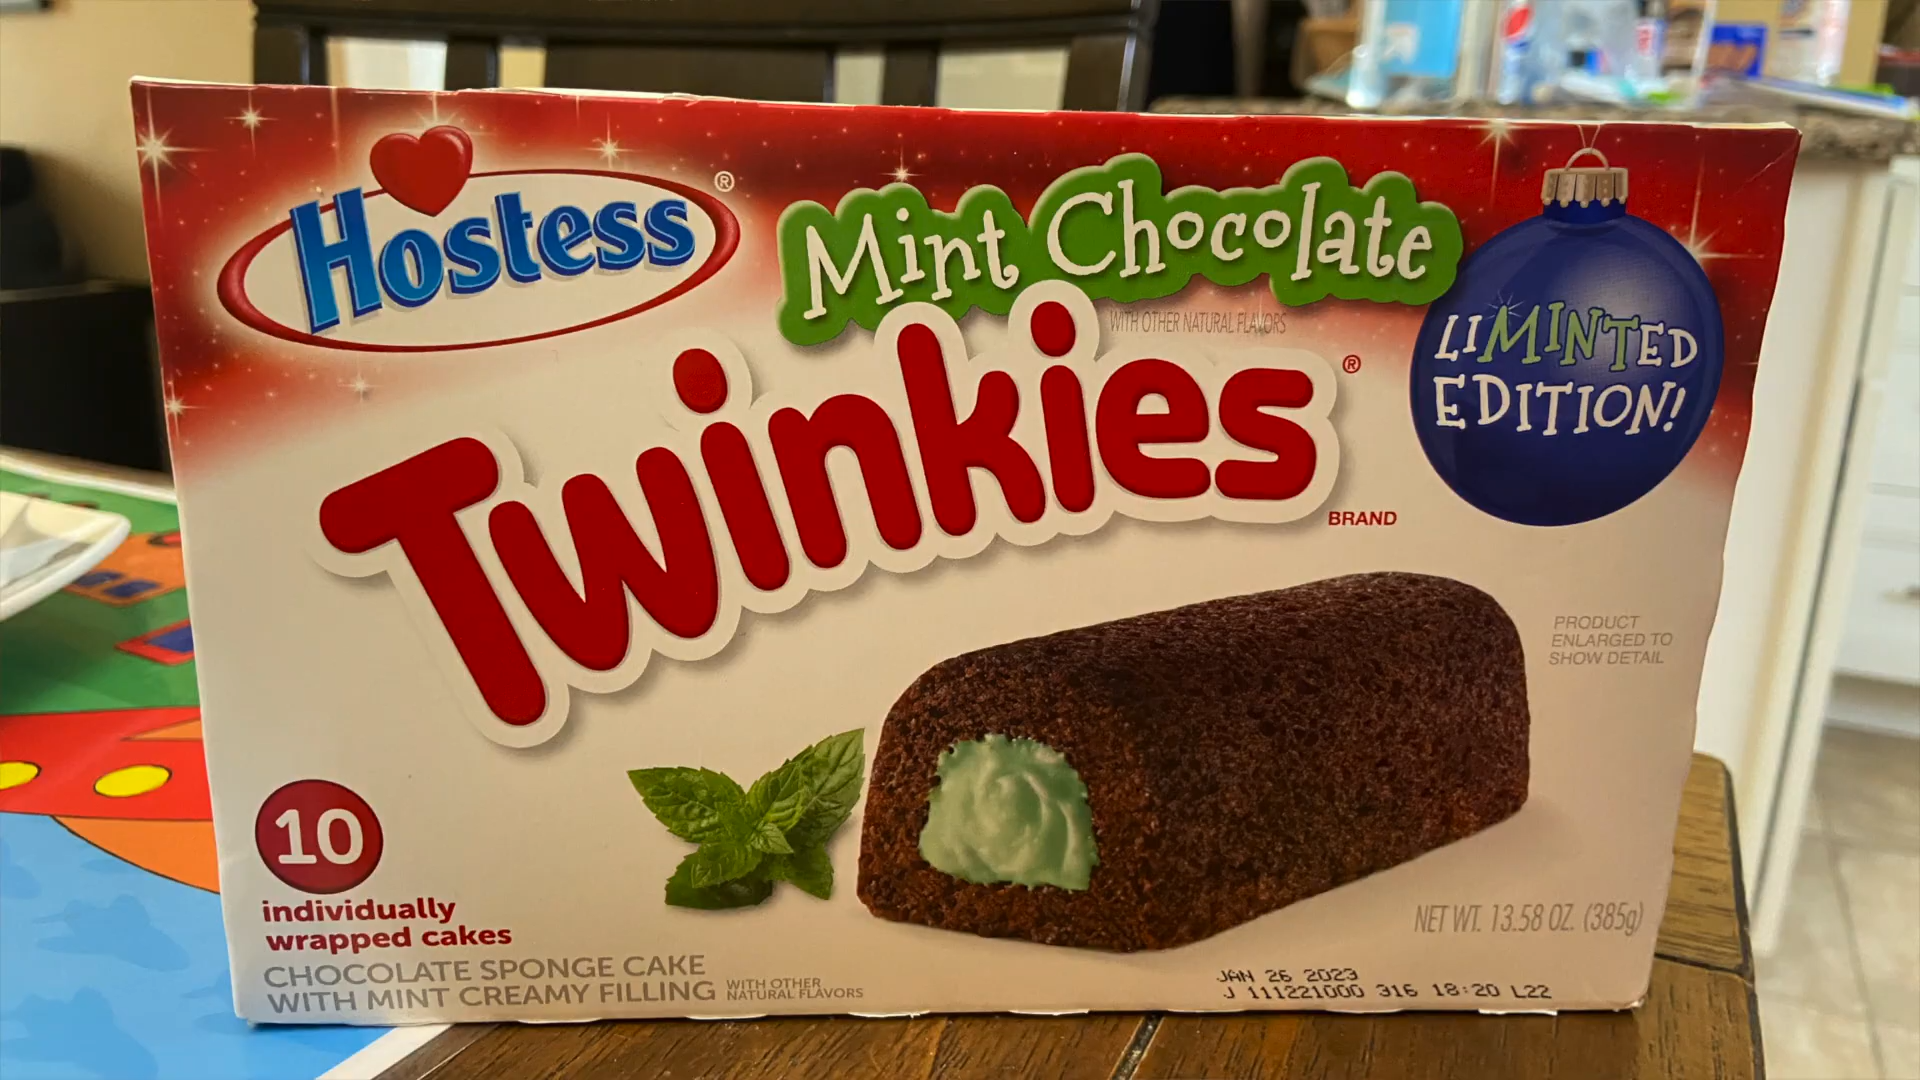 Hostess®
Mint Chocolate
WITH OTHER NATURAL FLAVORS
Twinkies®
BRAND
LIMINTED
EDITION!
PRODUCT
ENLARGED TO
SHOW DETAIL
10
individually
wrapped cakes
CHOCOLATE SPONGE CAKE
WITH MINT CREAMY FILLING
WITH OTHER
NATURAL FLAVORS
NET WT. 13.58 OZ. (385g)
JAN 26 2023
J 111221000 316 18:20 L22